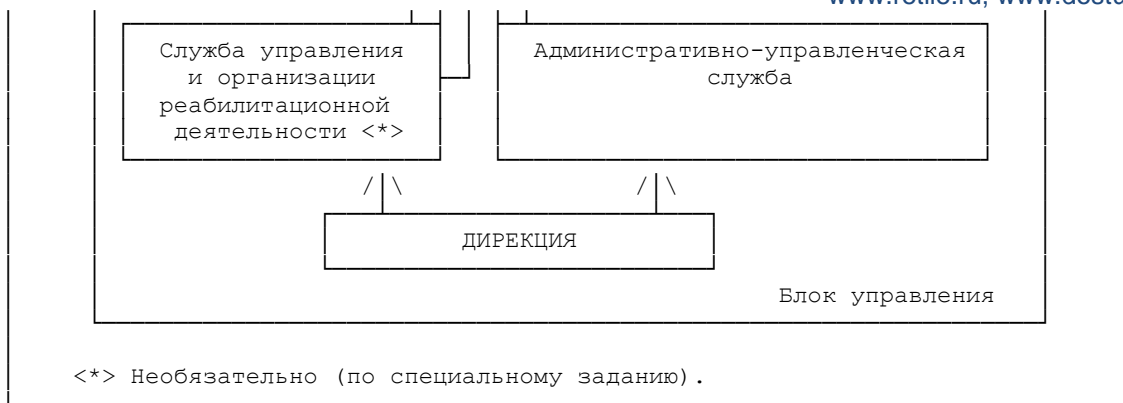 Служба управления
и организации
реабилитационной
деятельности <*>
Административно-управленческая
служба
ДИРЕКЦИЯ
Блок управления
<*> Необязательно (по специальному заданию).